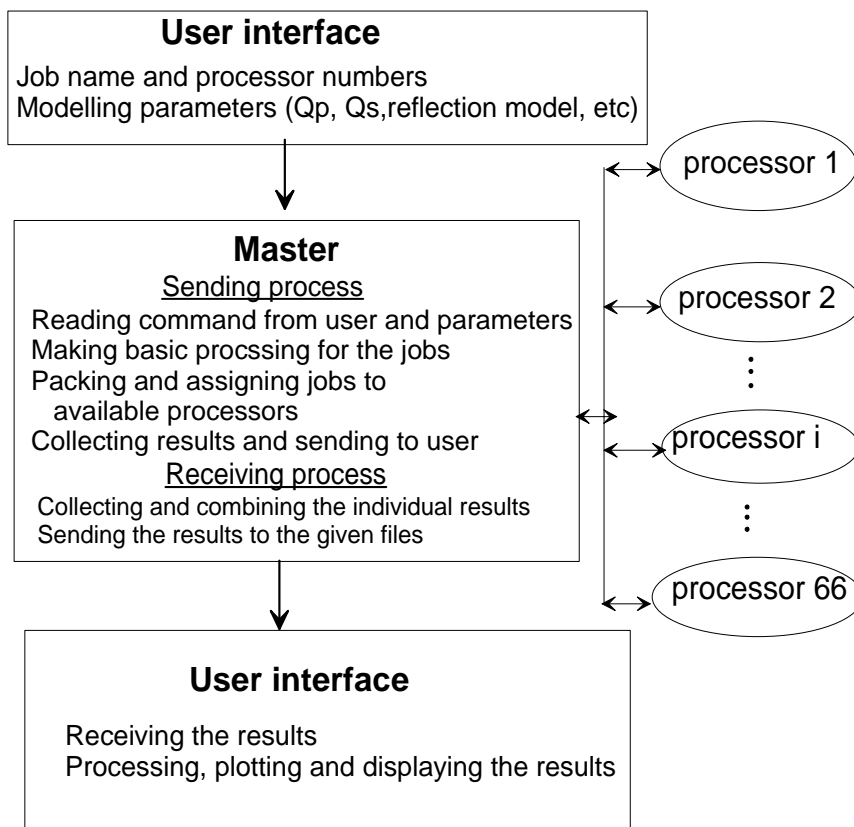 User interface
Job name and processor numbers
Modelling parameters (Qp, Qs,reflection model, etc)
Master
Sending process
Reading command from user and parameters
Making basic procssing for the jobs
Packing and assigning jobs to
available processors
Collecting results and sending to user
Receiving process
Collecting and combining the individual results
Sending the results to the given files
User interface
Receiving the results
Processing, plotting and displaying the results
processor 1
processor 2
⋮
processor i
⋮
processor 66